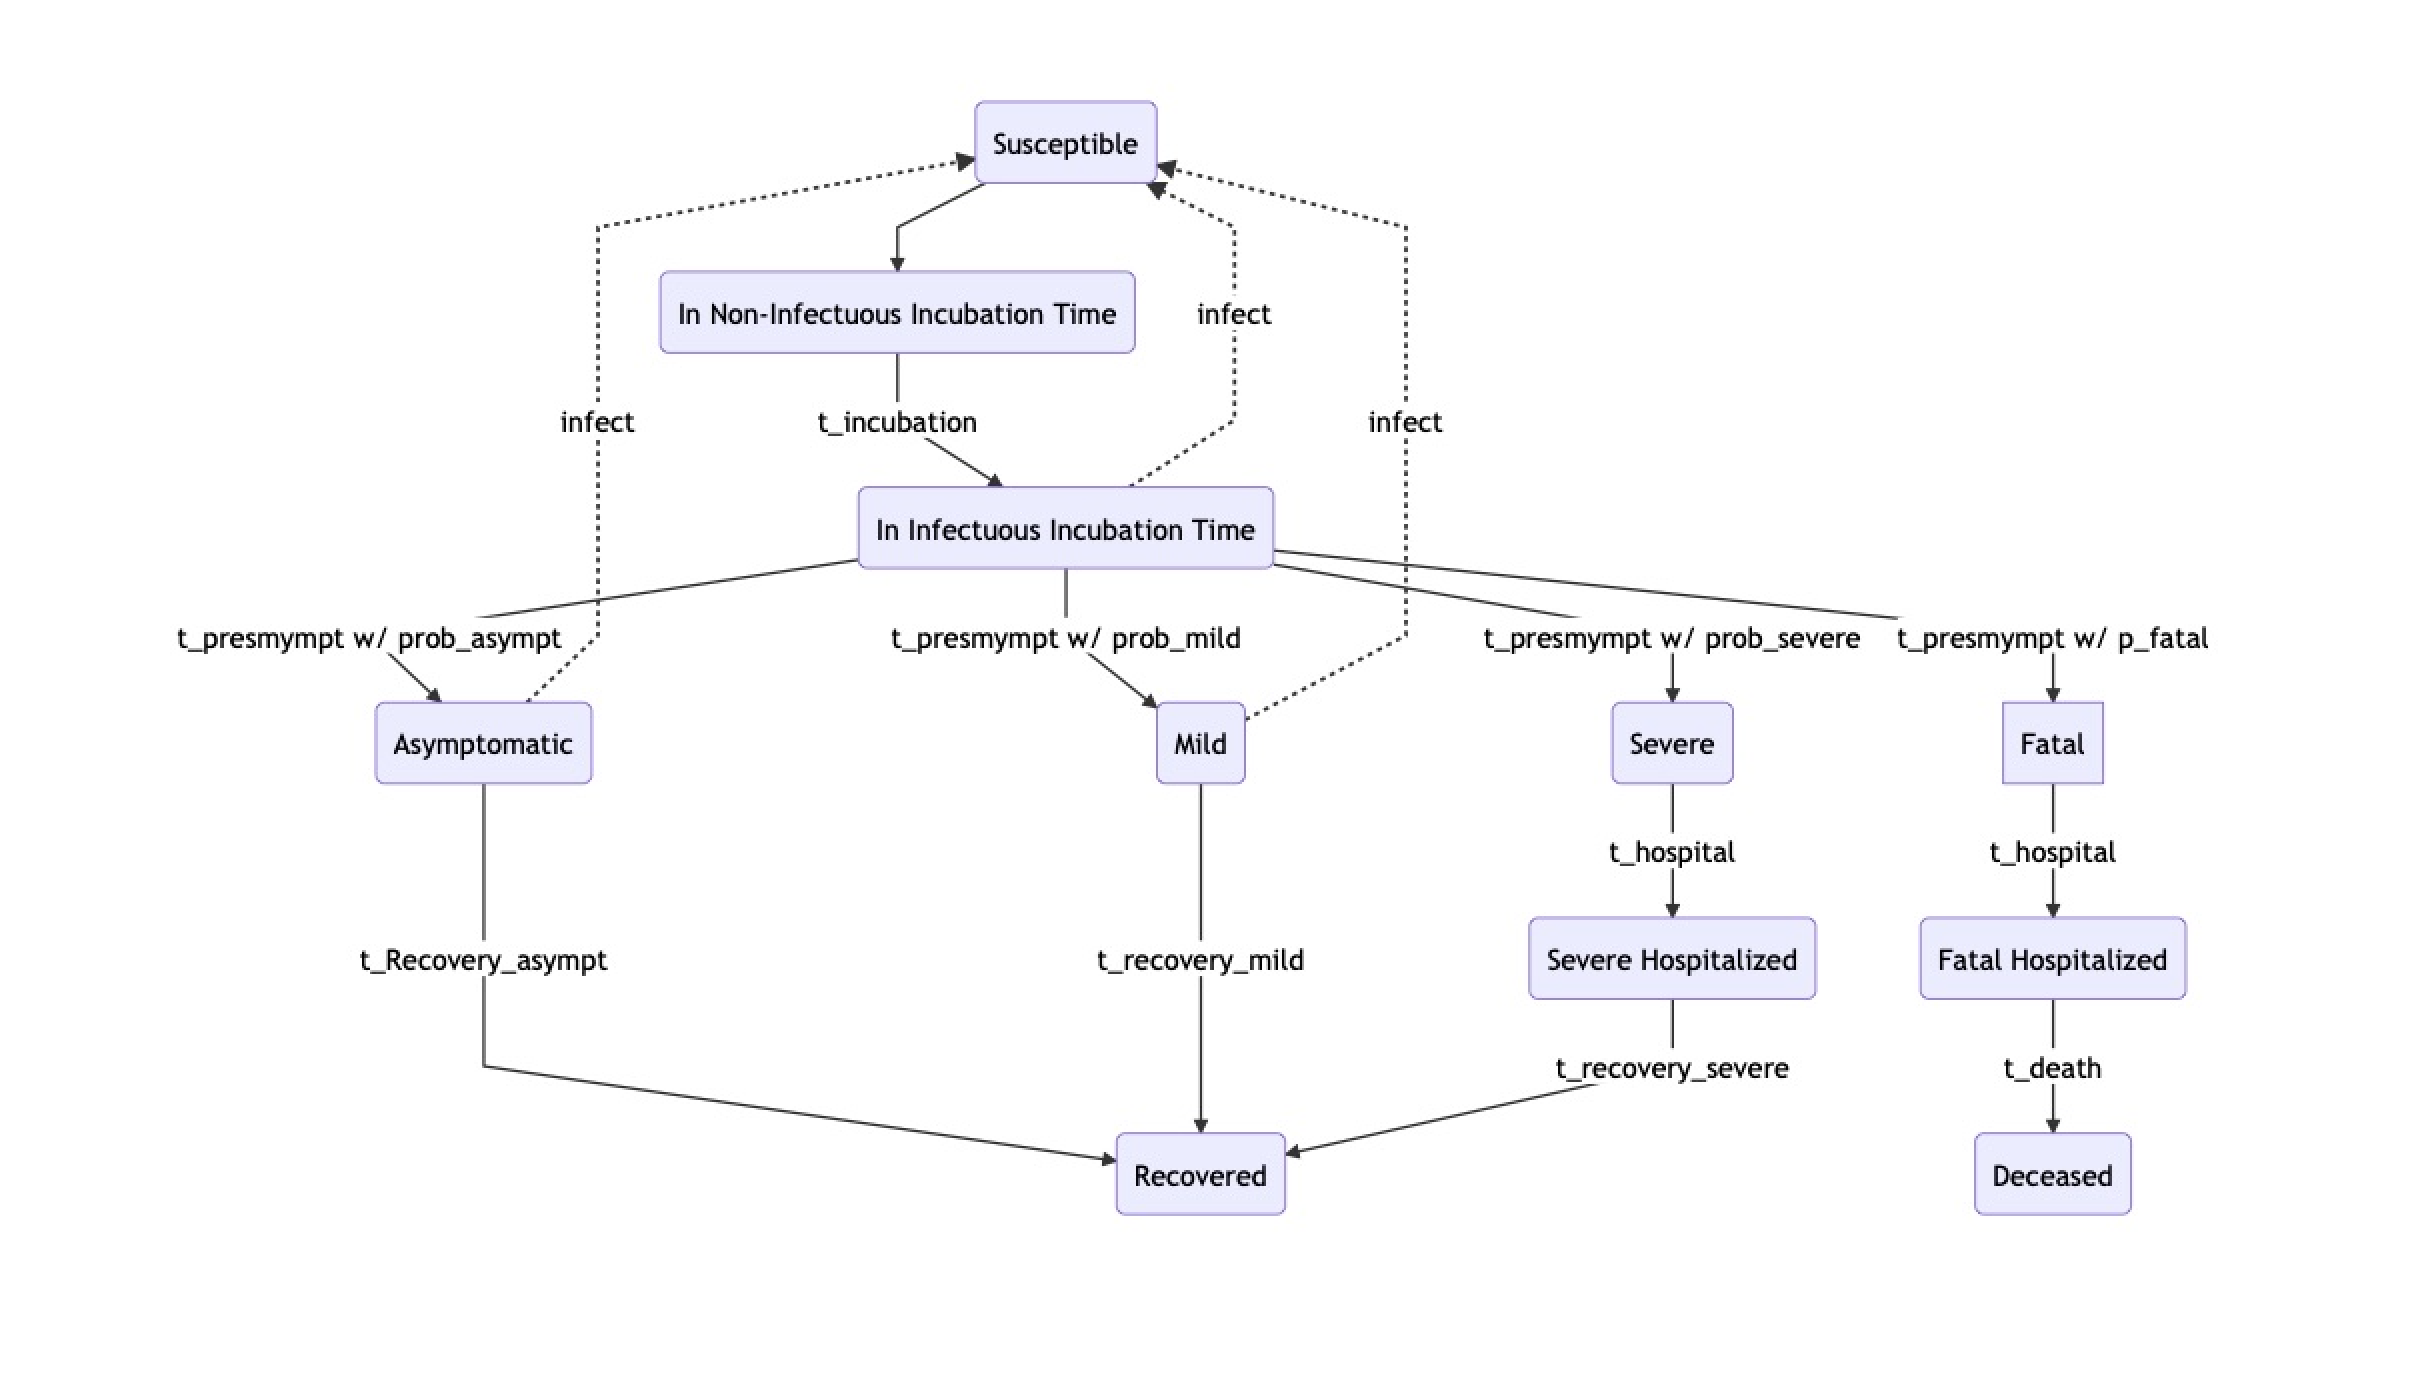 Susceptible
In Non-Infectuous Incubation Time
infect
infect
t_incubation
infect
In Infectuous Incubation Time
t_presmympt w/ prob_asympt
t_presmympt w/ prob_mild
t_presmympt w/ prob_severe
t_presmympt w/ p_fatal
Asymptomatic
Mild
Severe
Fatal
t_hospital
t_hospital
t_Recovery_asympt
t_recovery_mild
Severe Hospitalized
Fatal Hospitalized
t_recovery_severe
t_death
Recovered
Deceased